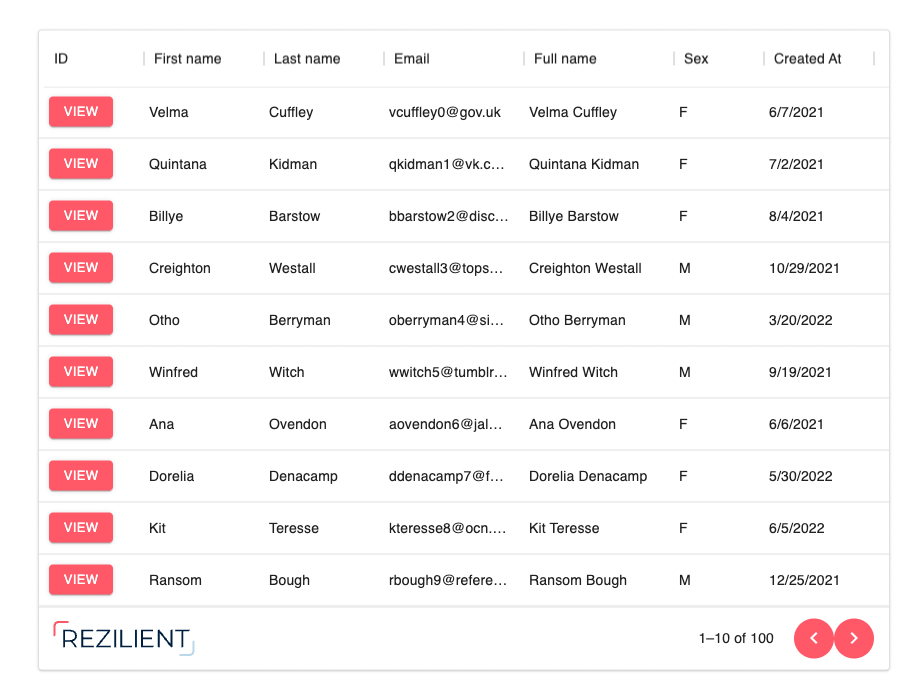 ID First name Last name Email Full name Sex Created At
VIEW Velma Cuffley vcuffley0@gov.uk Velma Cuffley F 6/7/2021
VIEW Quintana Kidman qkidman1@vk.c... Quintana Kidman F 7/2/2021
VIEW Billye Barstow bbarstow2@disc... Billye Barstow F 8/4/2021
VIEW Creighton Westall cwestall3@tops... Creighton Westall M 10/29/2021
VIEW Otho Berryman oberryman4@si... Otho Berryman M 3/20/2022
VIEW Winfred Witch wwitch5@tumblr... Winfred Witch M 9/19/2021
VIEW Ana Ovendon aovendon6@jal... Ana Ovendon F 6/6/2021
VIEW Dorelia Denacamp ddenacamp7@f... Dorelia Denacamp F 5/30/2022
VIEW Kit Teresse kteresse8@ocn.... Kit Teresse F 6/5/2022
VIEW Ransom Bough rbough9@refere... Ransom Bough M 12/25/2021
REZILIENT 1–10 of 100